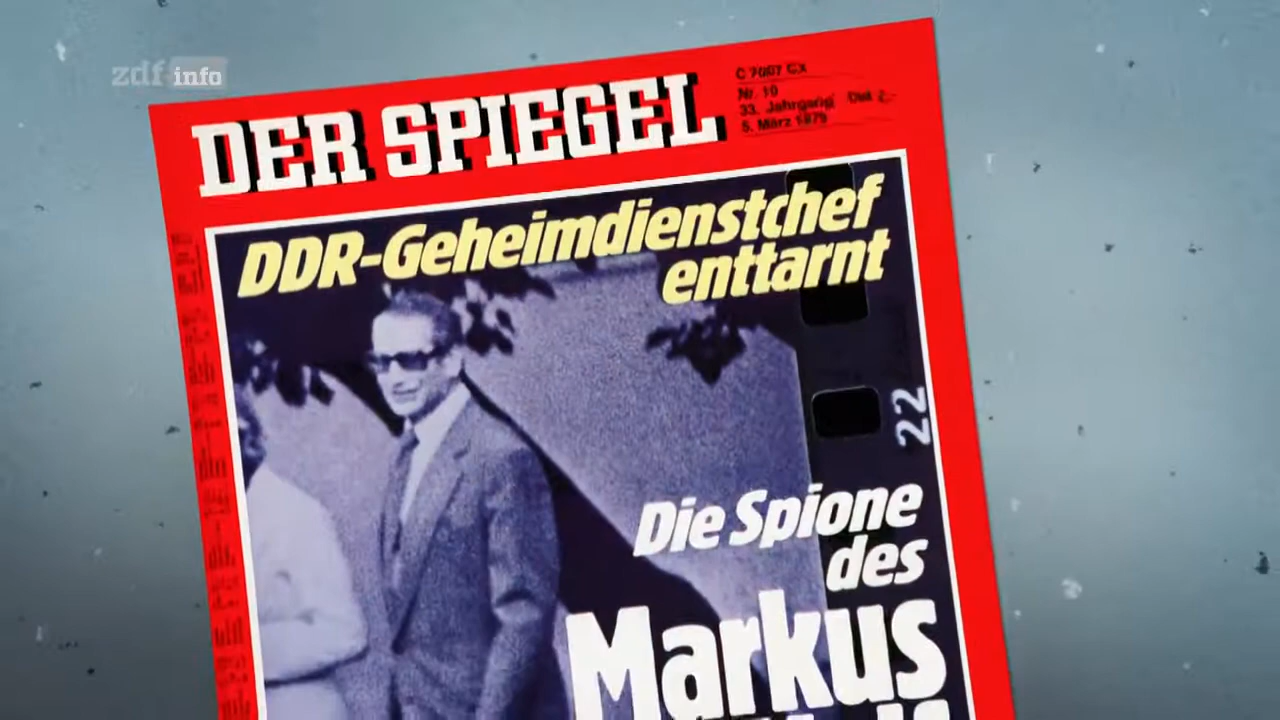 zdf info
DER SPIEGEL
C 7007 CX
Nr. 10
33. Jahrgang
5. März 1979
DDR-Geheimdienstchef
enttarnt
22
Die Spione
des
Markus